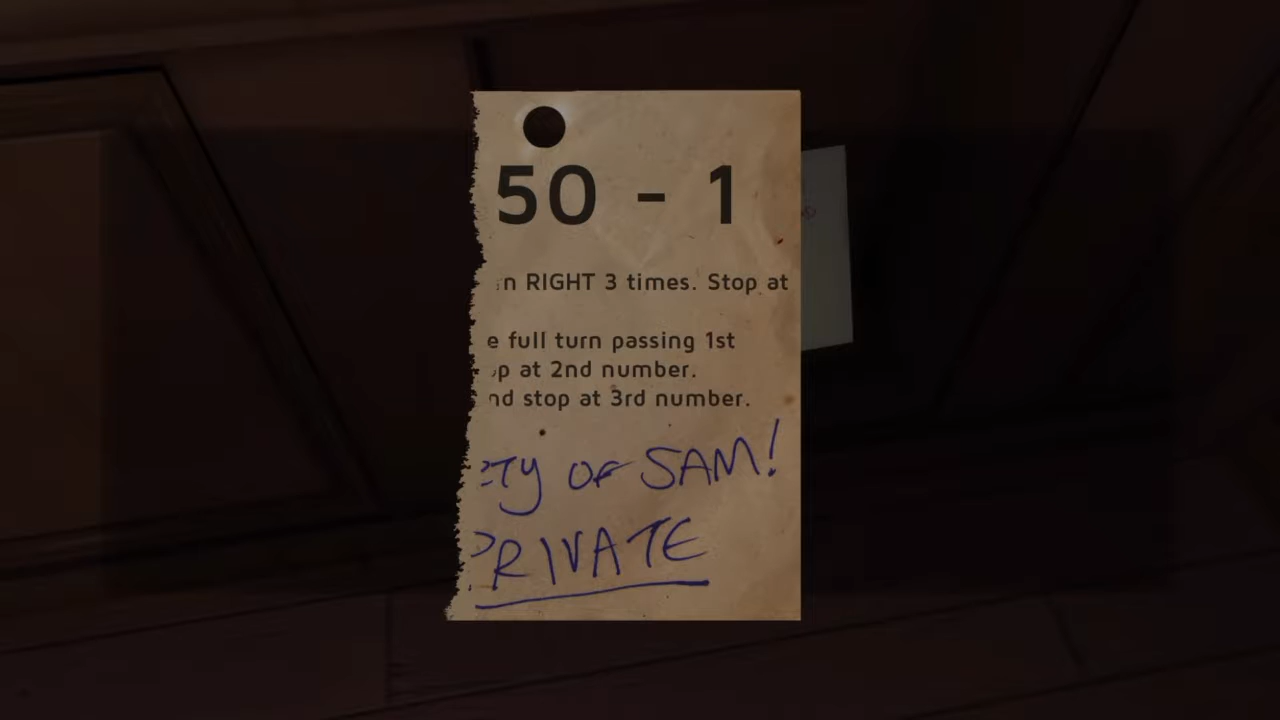 50 - 1
n RIGHT 3 times. Stop at
e full turn passing 1st
p at 2nd number.
nd stop at 3rd number.
TY OF SAM!
PRIVATE